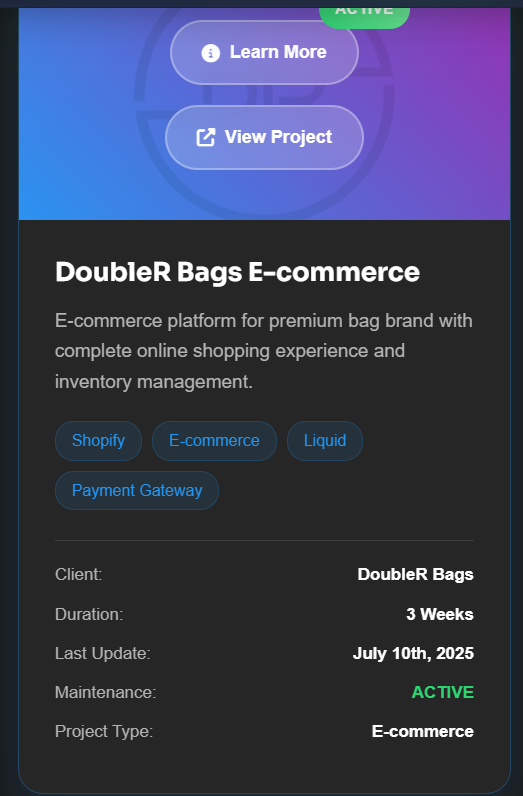 ACTIVE
Learn More
View Project
DoubleR Bags E-commerce
E-commerce platform for premium bag brand with
complete online shopping experience and
inventory management.
Shopify E-commerce Liquid
Payment Gateway
Client: DoubleR Bags
Duration: 3 Weeks
Last Update: July 10th, 2025
Maintenance: ACTIVE
Project Type: E-commerce